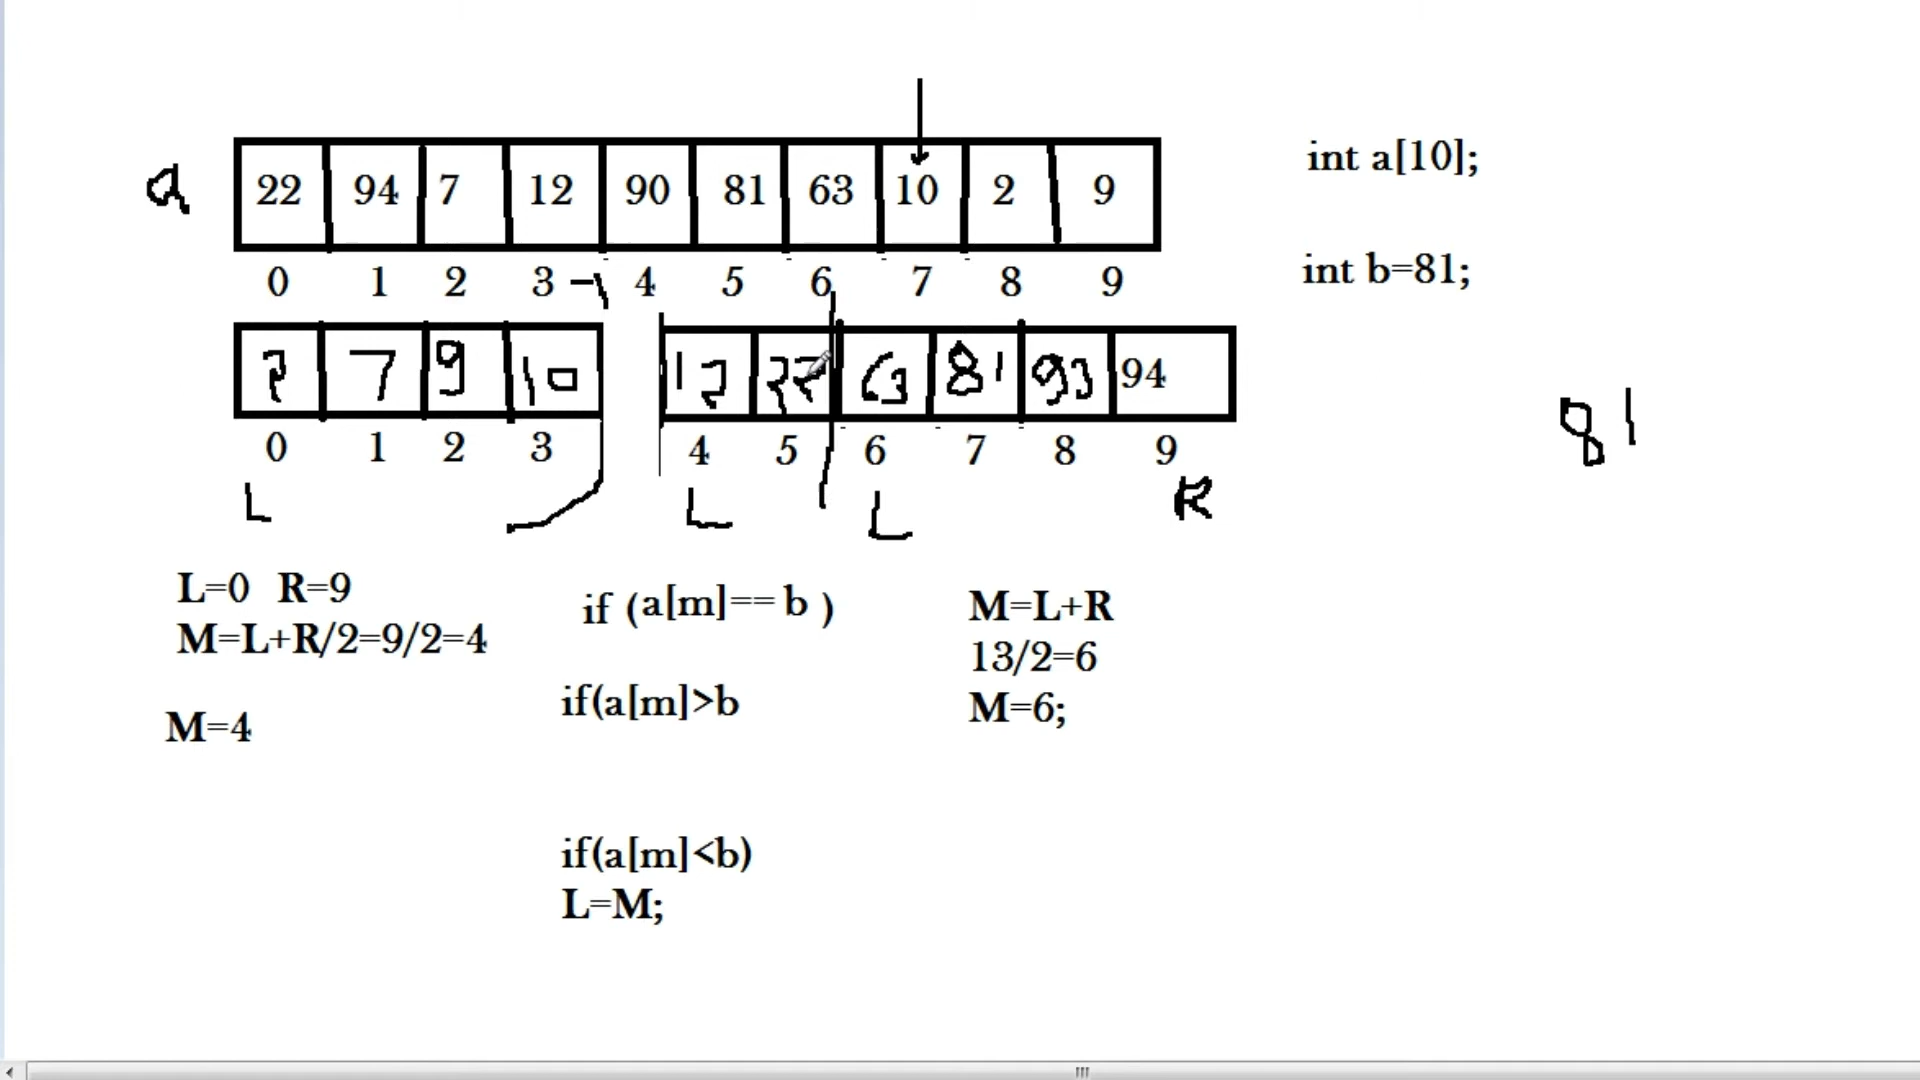 a 22 94 7 12 90 81 63 10 2 9
0 1 2 3 4 5 6 7 8 9
int a[10];
int b=81;
2 7 9 10 12 22 63 81 93 94
0 1 2 3 4 5 6 7 8 9
L L L R
81
L=0 R=9
M=L+R/2=9/2=4
M=4
if (a[m]== b )
if(a[m]>b
if(a[m]<b)
L=M;
M=L+R
13/2=6
M=6;